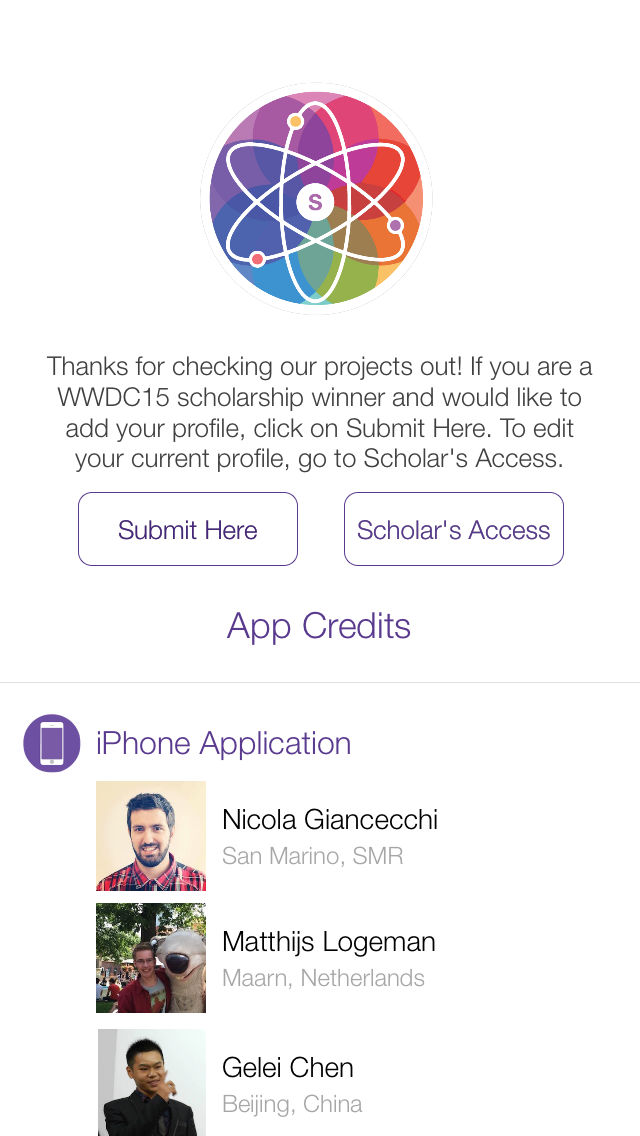 S
Thanks for checking our projects out! If you are a
WWDC15 scholarship winner and would like to
add your profile, click on Submit Here. To edit
your current profile, go to Scholar's Access.
Submit Here
Scholar's Access
App Credits
iPhone Application
Nicola Giancecchi
San Marino, SMR
Matthijs Logeman
Maarn, Netherlands
Gelei Chen
Beijing, China